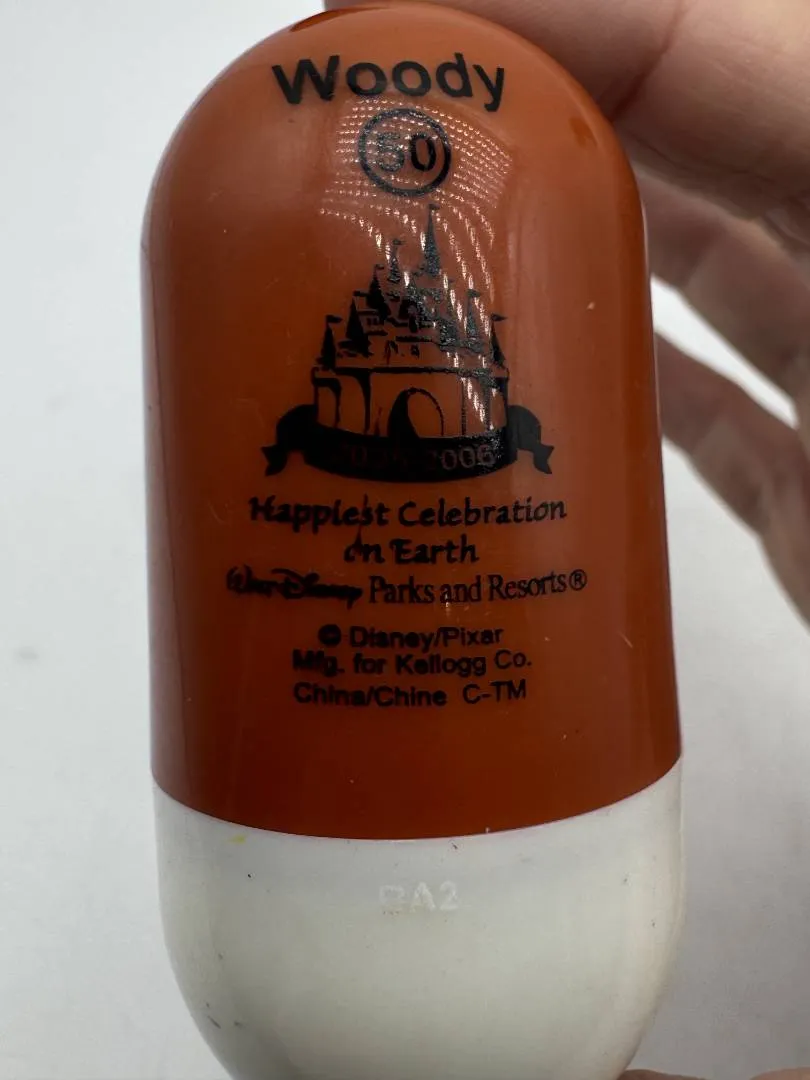 Woody
50
2005-2006
Happiest Celebration
on Earth
Walt Disney Parks and Resorts®
© Disney/Pixar
Mfg. for Kellogg Co.
China/Chine C-TM